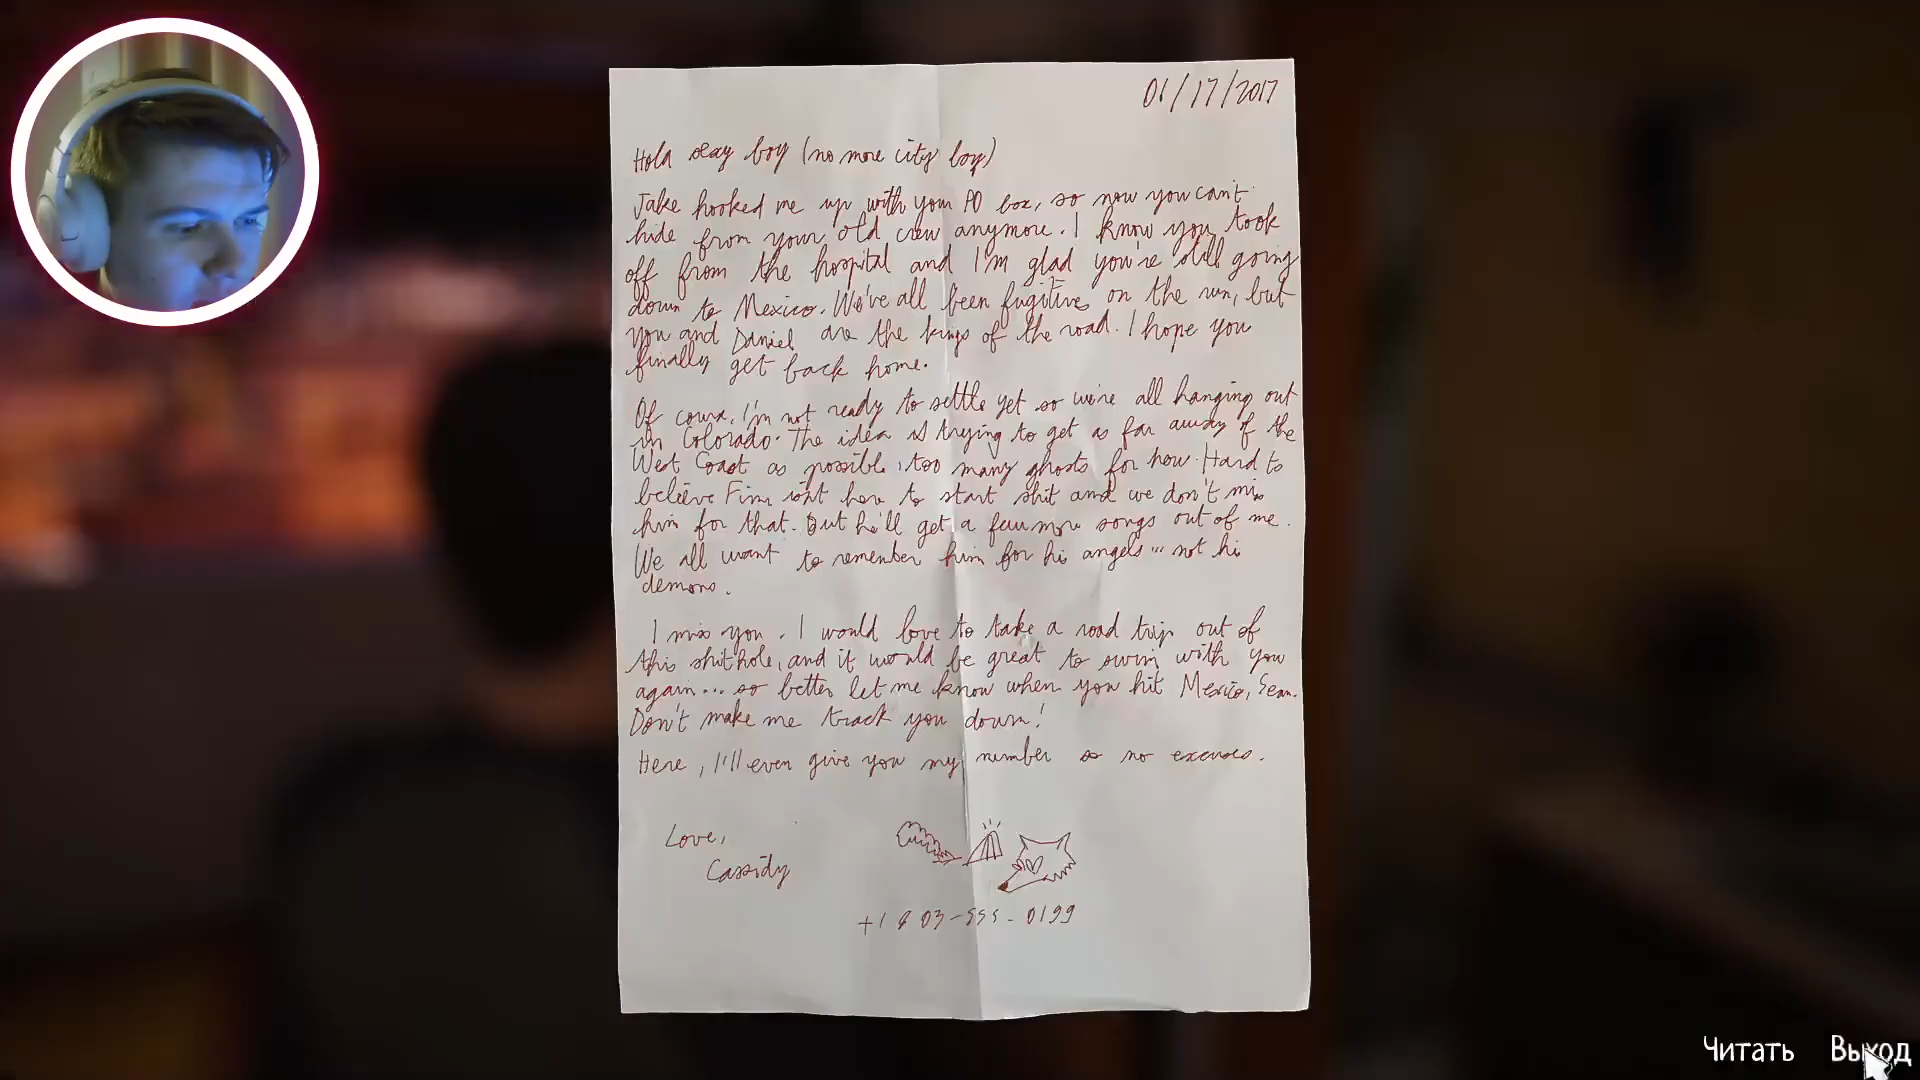 01/17/2017
Hola sexy boy (no more city boy)
Jake hooked me up with your PO box, so now you can't
hide from your old crew anymore. I know you took
off from the hospital and I'm glad you're still going
down to Mexico. We've all been fugitives on the run, but
you and Daniel are the kings of the road. I hope you
finally get back home.
Of course, I'm not ready to settle yet so we're all hanging out
in Colorado. The idea is trying to get as far away of the
West Coast as possible, too many ghosts for now. Hard to
believe Finn isn't here to start shit and we don't miss
him for that. But he'll get a few more songs out of me.
We all want to remember him for his angels... not his
demons.
I miss you. I would love to take a road trip out of
this shithole, and it would be great to swim with you
again... so better let me know when you hit Mexico, Sean.
Don't make me track you down!
Here, I'll even give you my number so no excuses.
Love,
Cassidy
+1 803-555-0199
Читать Выход